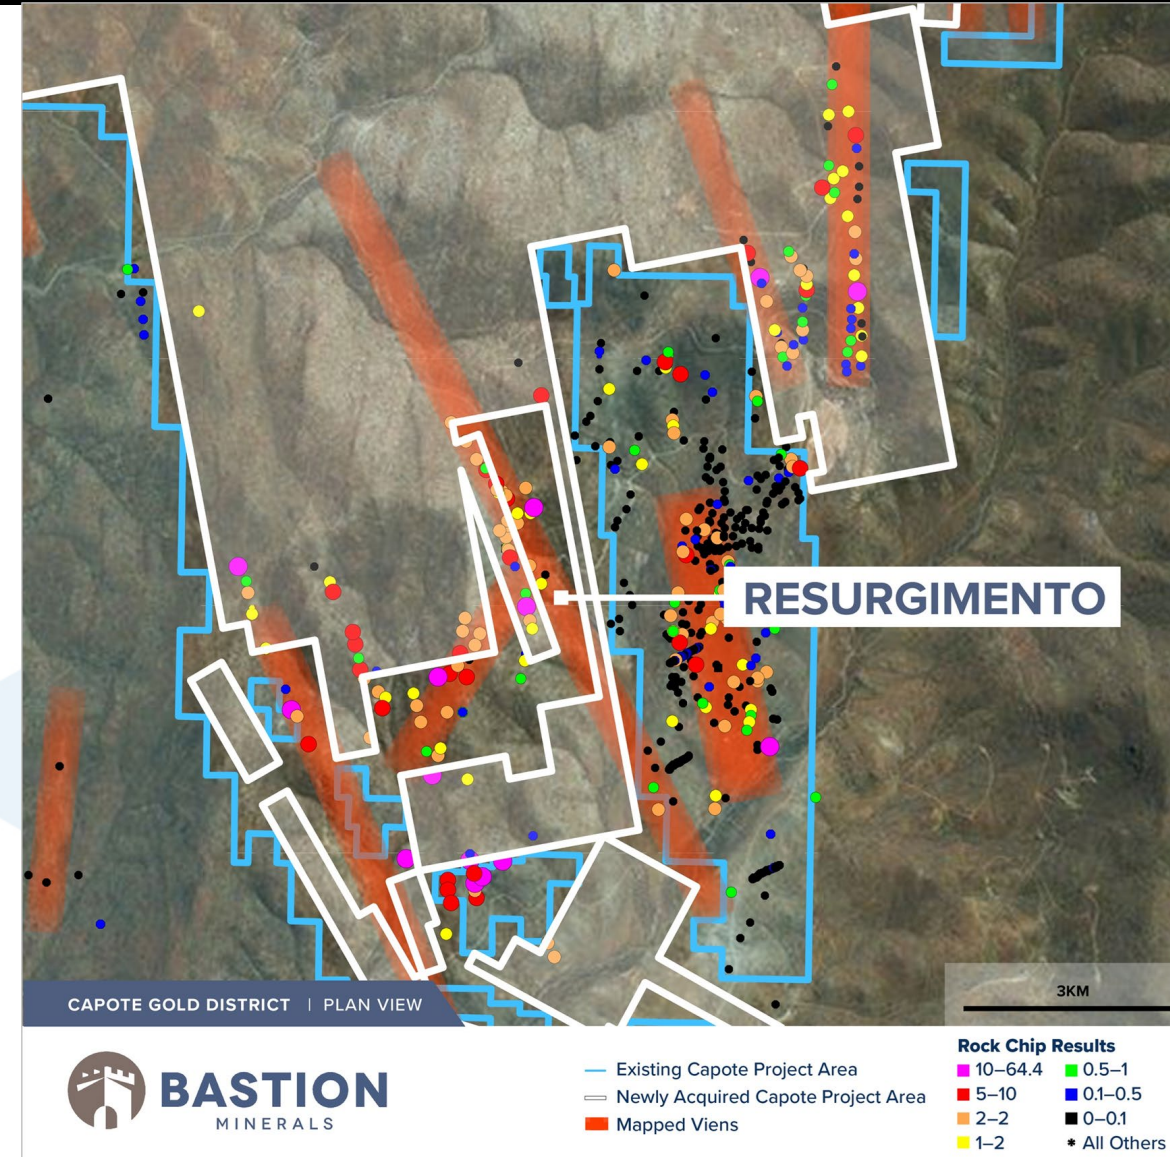 RESURGIMENTO
3KM
CAPOTE GOLD DISTRICT | PLAN VIEW
BASTION
MINERALS
Existing Capote Project Area
Newly Acquired Capote Project Area
Mapped Viens
Rock Chip Results
10–64.4
5–10
2–2
1–2
0.5–1
0.1–0.5
0–0.1
* All Others